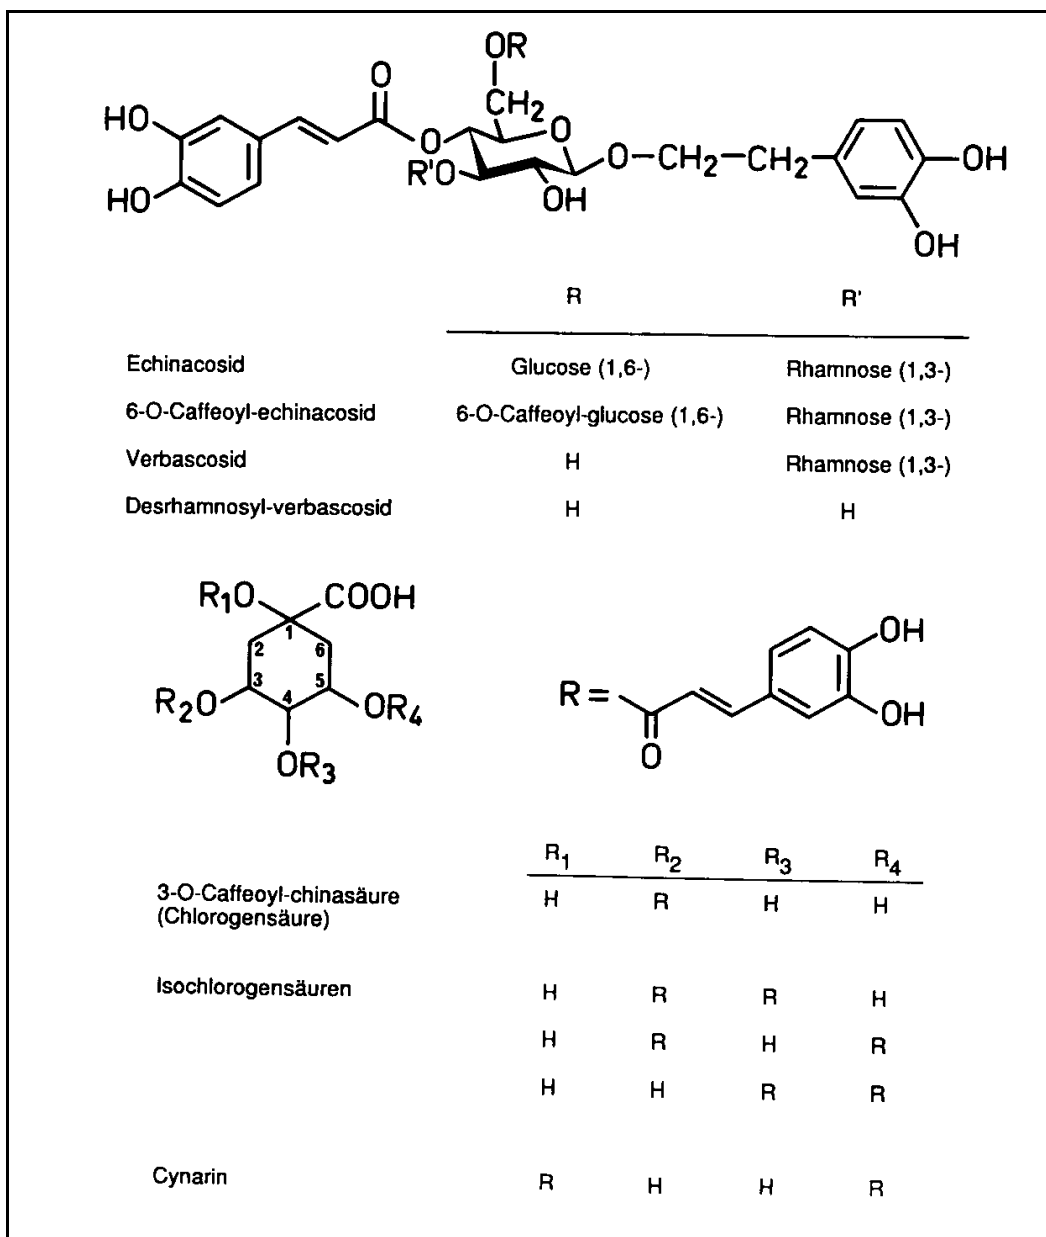 OR
O
HO
CH₂
O
O
R'O
O
CH₂
CH₂
OH
HO
OH
OH
R R'
Echinacosid Glucose (1,6-) Rhamnose (1,3-)
6-O-Caffeoyl-echinacosid 6-O-Caffeoyl-glucose (1,6-) Rhamnose (1,3-)
Verbascosid H Rhamnose (1,3-)
Desrhamnosyl-verbascosid H H
R₁O COOH
1
2 6
3 5
4
R₂O OR₄
OR₃
OH
R =
OH
O
R₁ R₂ R₃ R₄
3-O-Caffeoyl-chinasäure
(Chlorogensäure) H R H H
Isochlorogensäuren H R R H
H R H R
H H R R
Cynarin R H H R